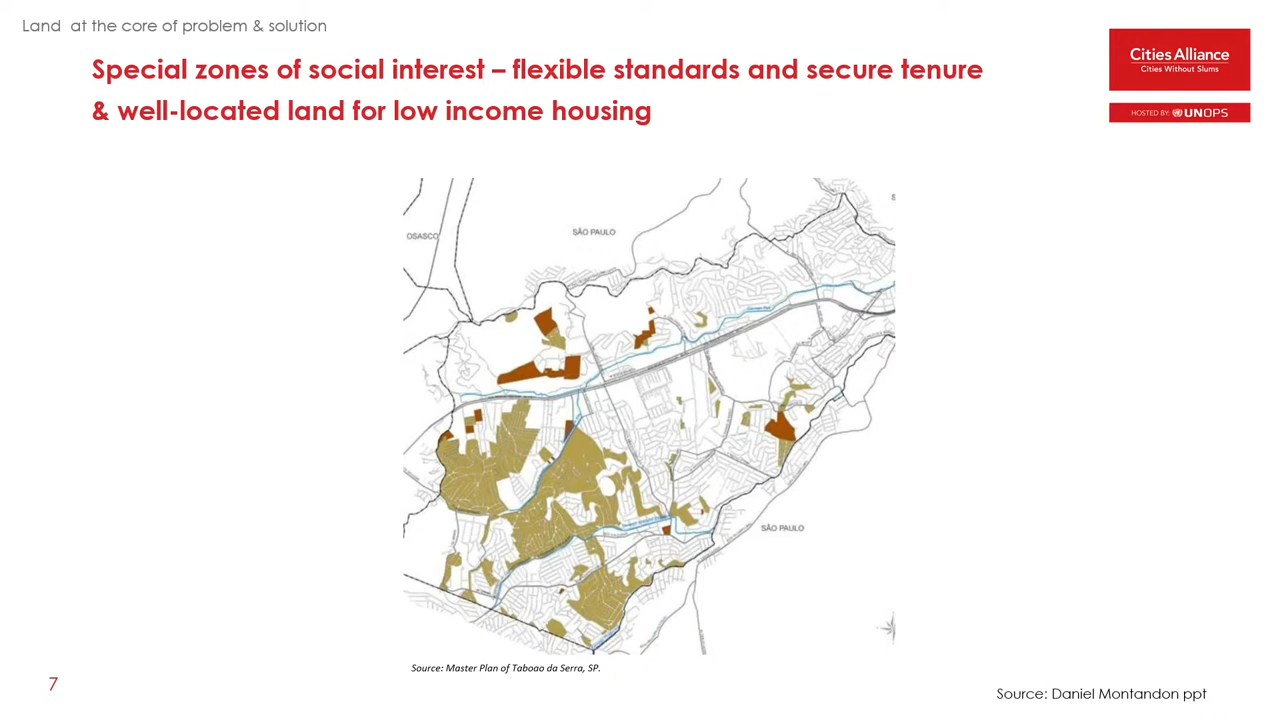 Land at the core of problem & solution
Special zones of social interest – flexible standards and secure tenure
& well-located land for low income housing
Cities Alliance
Cities Without Slums
HOSTED BY: UNOPS
OSASCO
SÃO PAULO
SÃO PAULO
Source: Master Plan of Taboao da Serra, SP.
7
Source: Daniel Montandon ppt